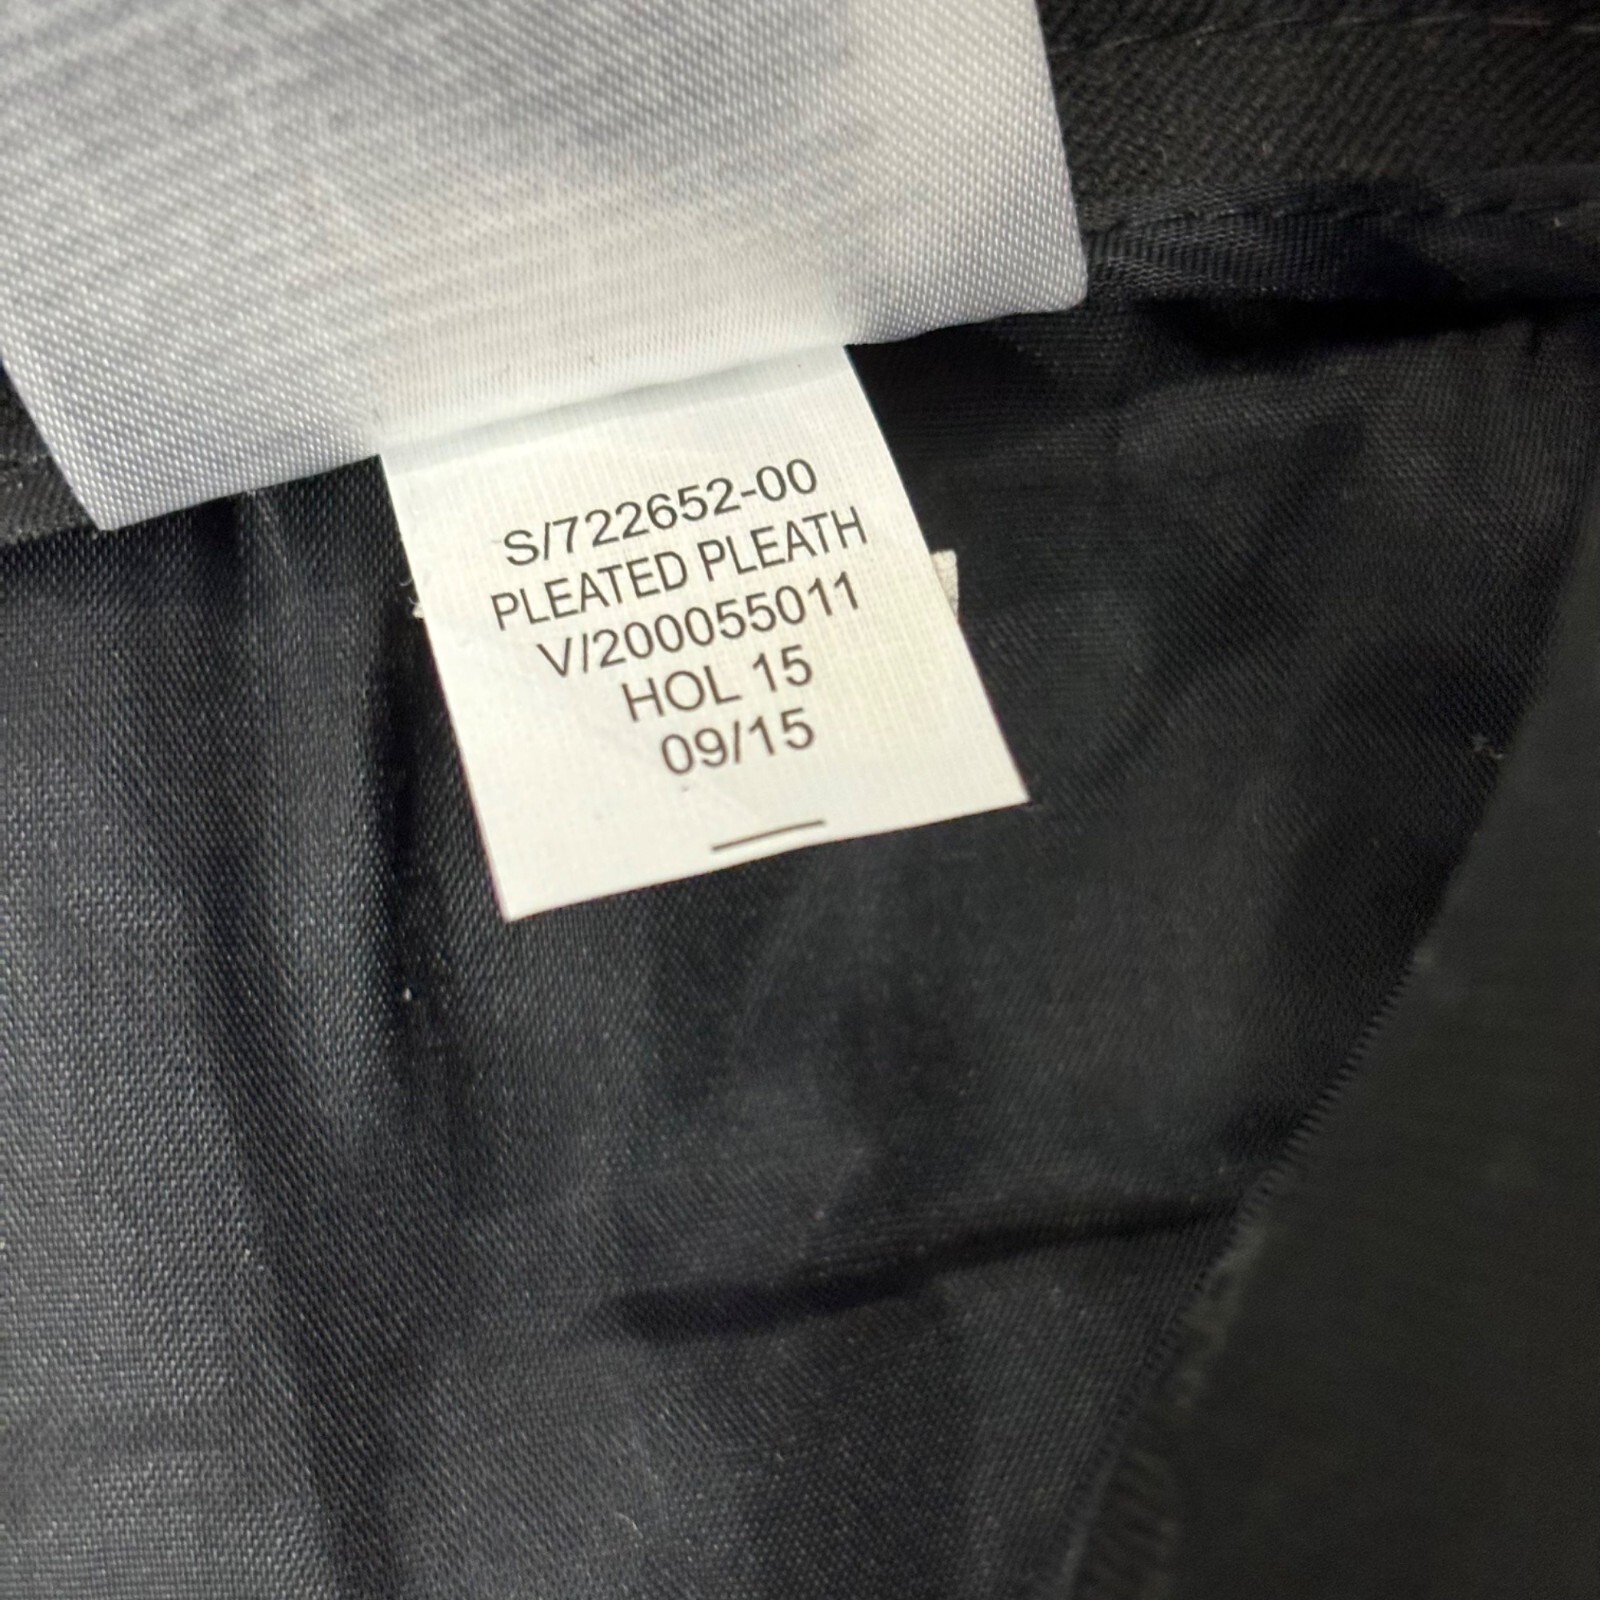 S/722652-00
PLEATED PLEATH
V/200055011
HOL 15
09/15